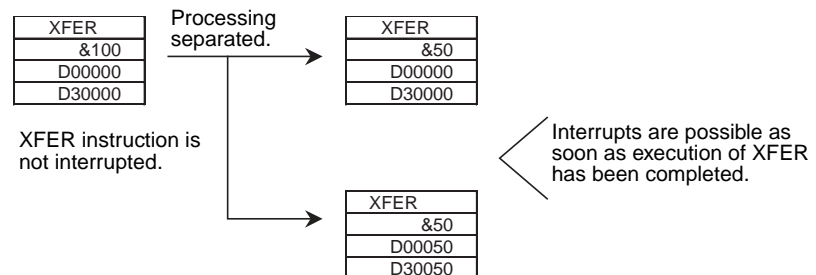 XFER
&100
D00000
D30000
Processing
separated.
XFER
&50
D00000
D30000
XFER instruction is
not interrupted.
Interrupts are possible as
soon as execution of XFER
has been completed.
XFER
&50
D00050
D30050